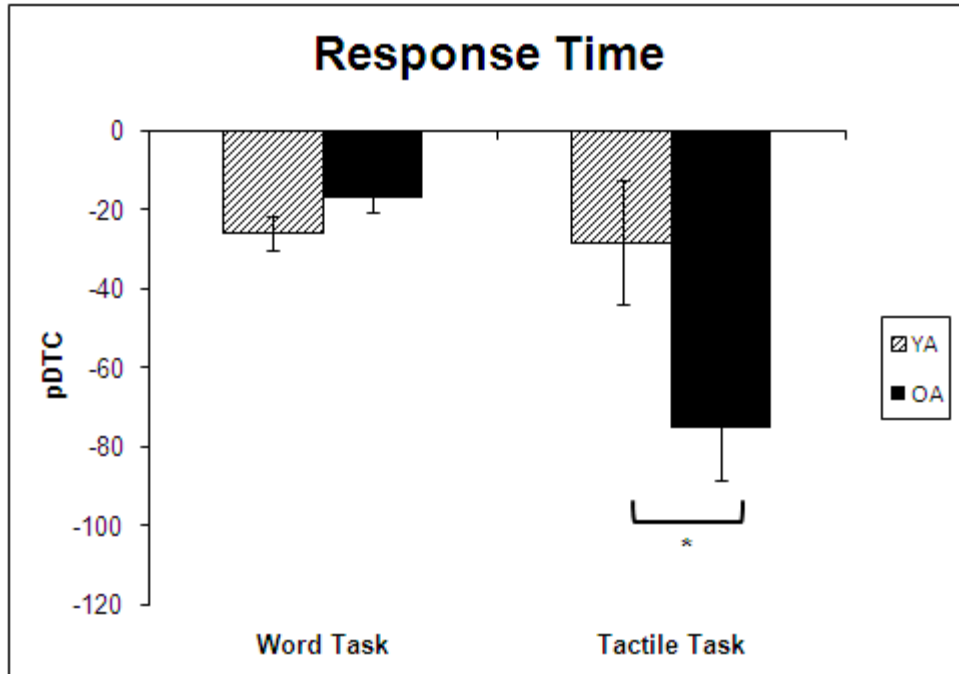 Response Time
0
-20
-40
-60
-80
-100
-120
pDTC
*
Word Task
Tactile Task
YA
OA